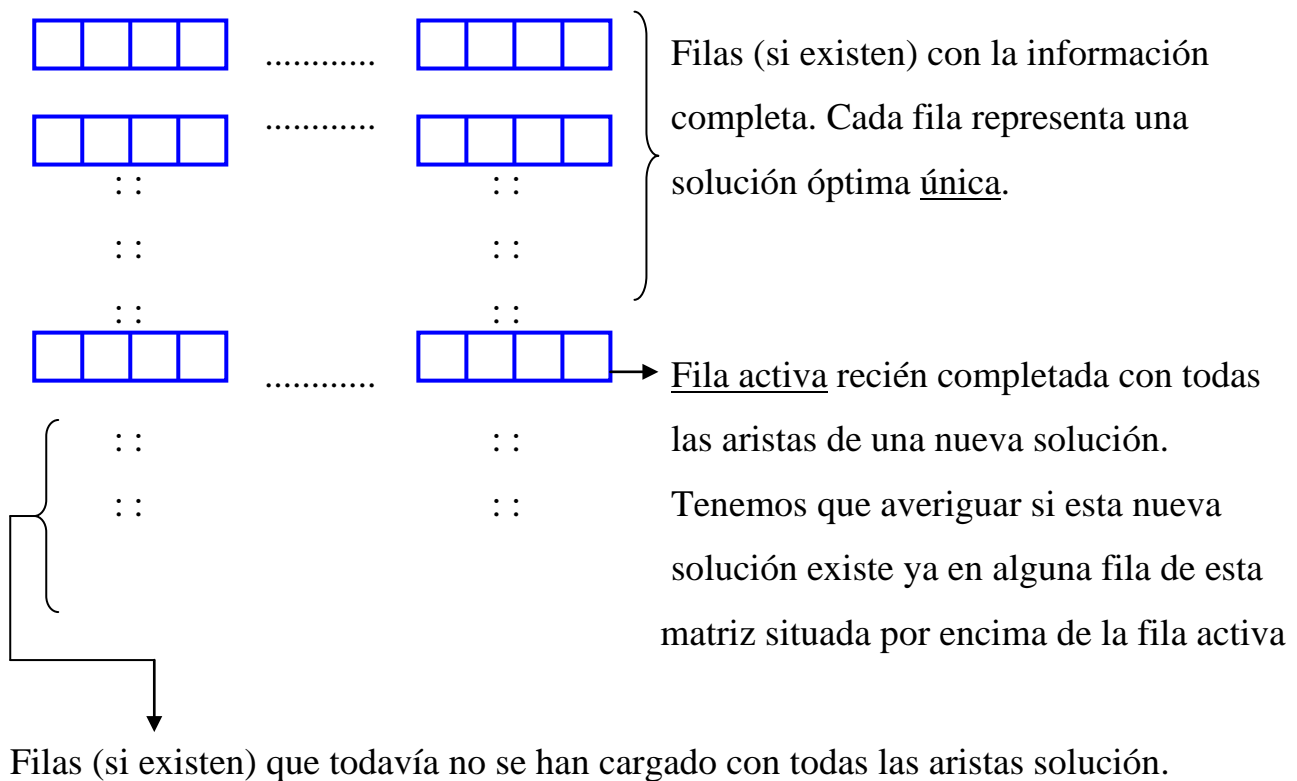 ............
Filas (si existen) con la información
............
completa. Cada fila representa una
: : : :
solución óptima única.
: : : :
: : : :
............
Fila activa recién completada con todas
: : : :
las aristas de una nueva solución.
: : : :
Tenemos que averiguar si esta nueva
solución existe ya en alguna fila de esta
matriz situada por encima de la fila activa
Filas (si existen) que todavía no se han cargado con todas las aristas solución.